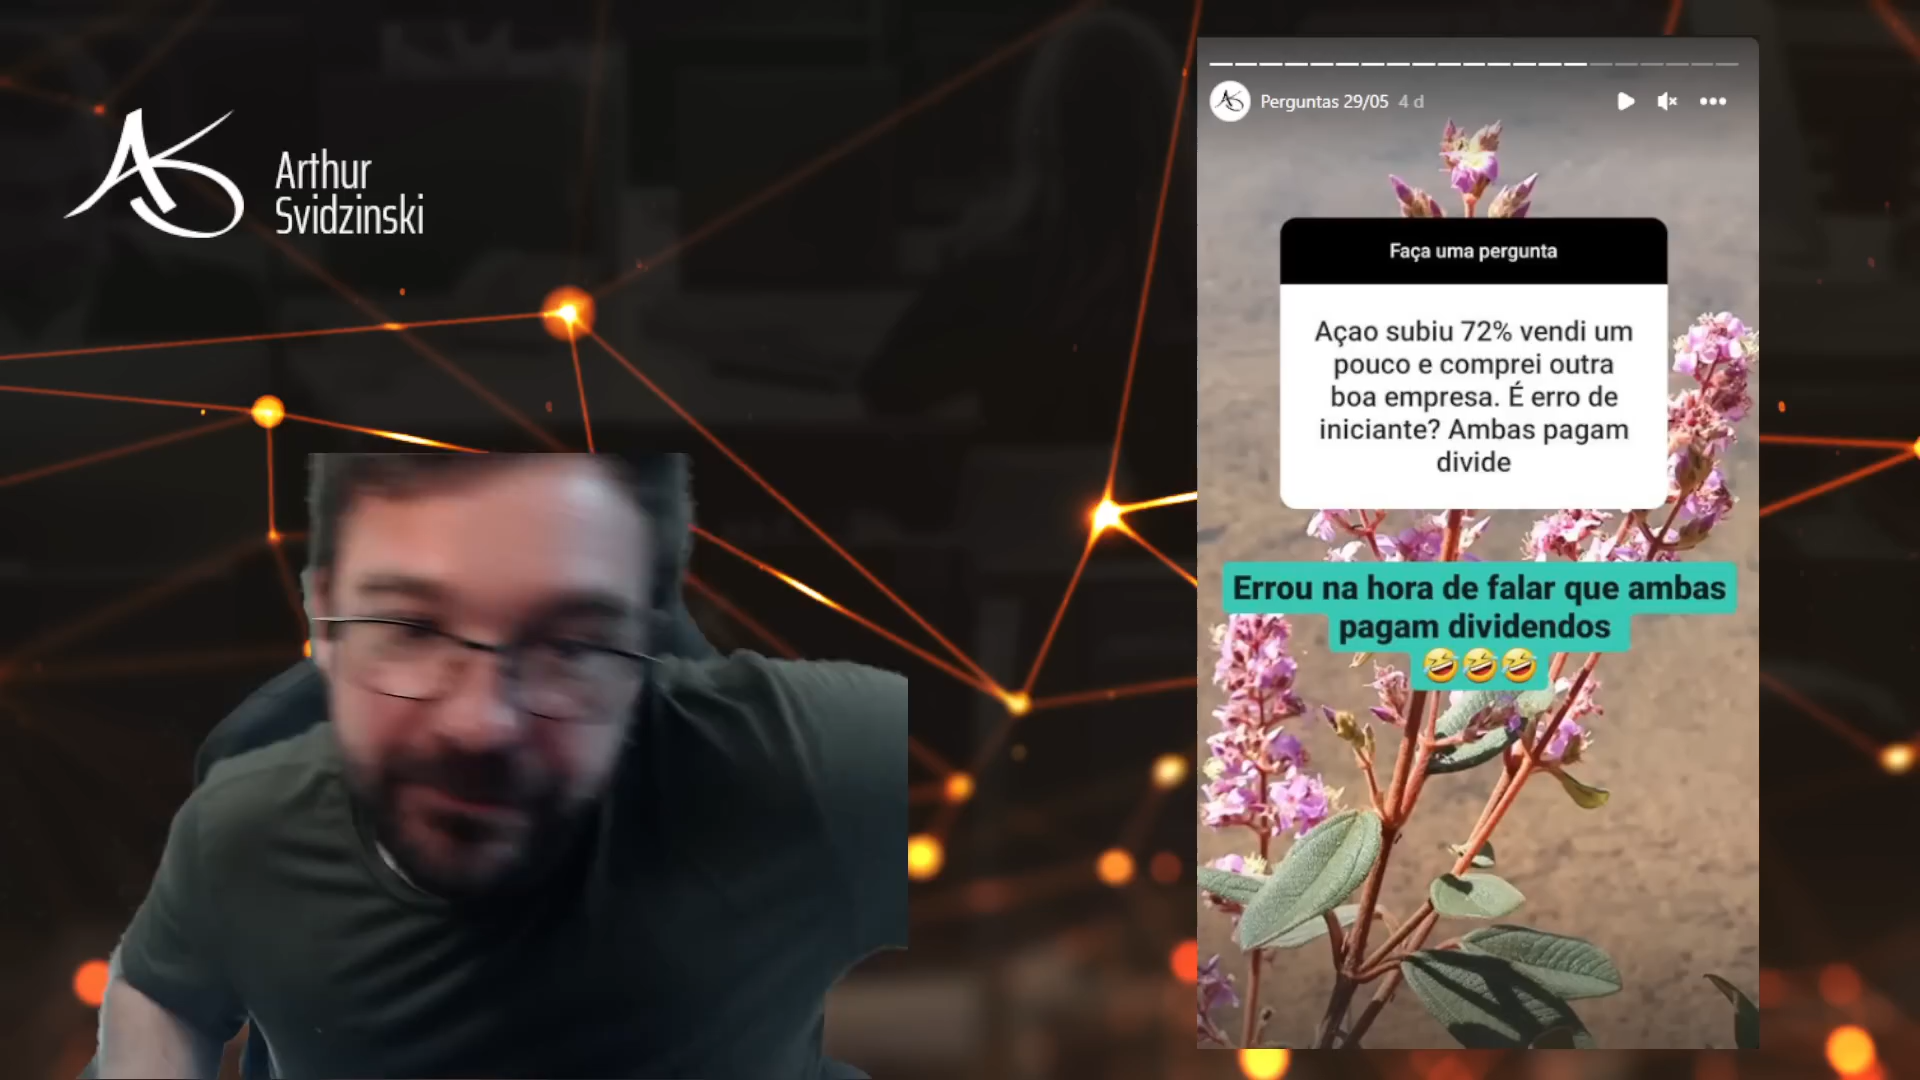 Arthur
Svidzinski
Perguntas 29/05 4 d
Faça uma pergunta
Açao subiu 72% vendi um
pouco e comprei outra
boa empresa. É erro de
iniciante? Ambas pagam
divide
Errou na hora de falar que ambas
pagam dividendos
🤣🤣🤣